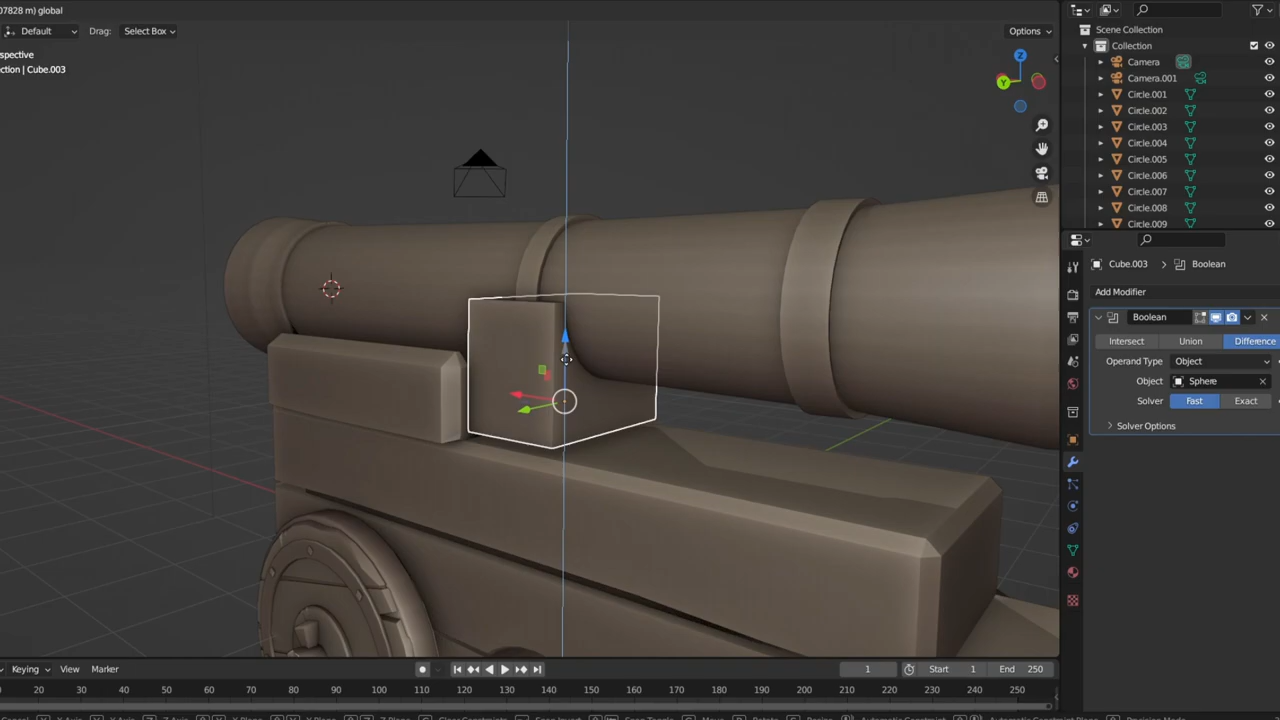 07828 m) global
Default Drag: Select Box Options
spective
ction | Cube.003
Z
Y
Scene Collection
Collection
Camera
Camera.001
Circle.001
Circle.002
Circle.003
Circle.004
Circle.005
Circle.006
Circle.007
Circle.008
Circle.009
Cube.003 > Boolean
Add Modifier
Boolean
Intersect Union Difference
Operand Type Object
Object Sphere
Solver Fast Exact
Solver Options
Keying View Marker 1 Start 1 End 250
20 30 40 50 60 70 80 90 100 110 120 130 140 150 160 170 180 190 200 210 220 230 240 250